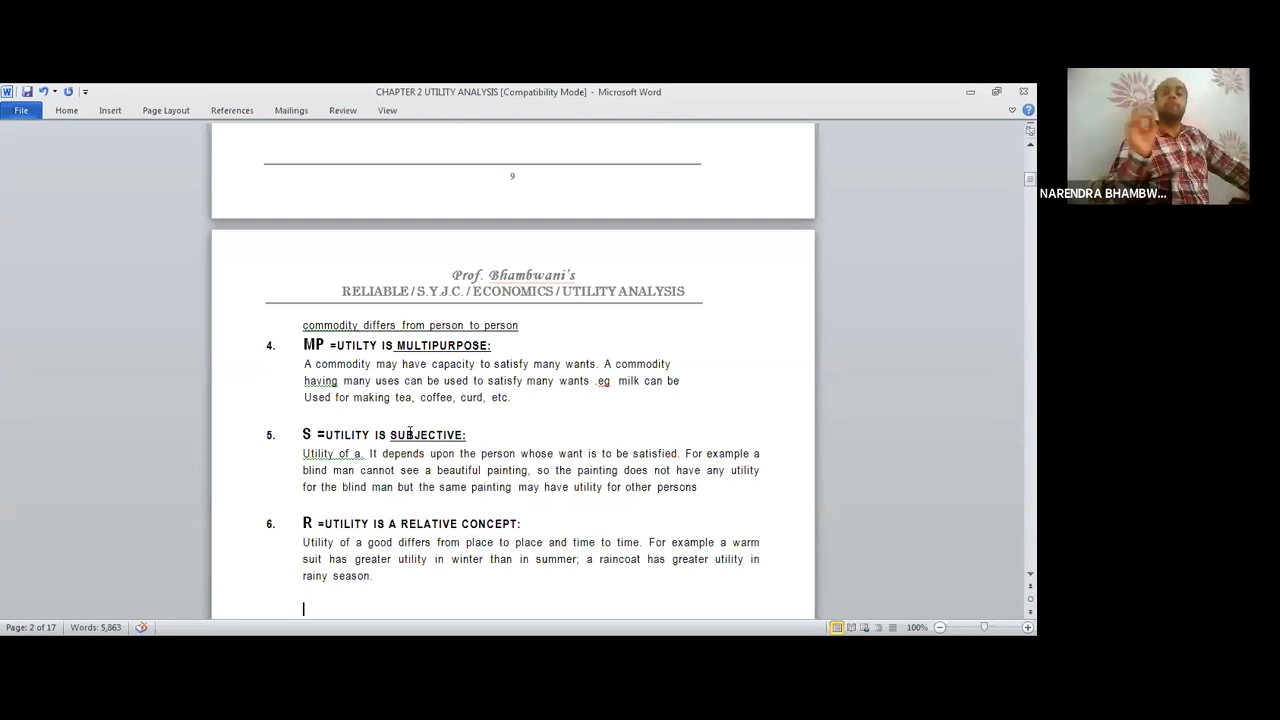 CHAPTER 2 UTILITY ANALYSIS [Compatibility Mode] - Microsoft Word
File Home Insert Page Layout References Mailings Review View
NARENDRA BHAMBW...
9
Prof. Bhambwani's
RELIABLE / S.Y.J.C. / ECONOMICS / UTILITY ANALYSIS
commodity differs from person to person
4. MP =UTILTY IS MULTIPURPOSE:
A commodity may have capacity to satisfy many wants. A commodity
having many uses can be used to satisfy many wants .eg milk can be
Used for making tea, coffee, curd, etc.
5. S =UTILITY IS SUBJECTIVE:
Utility of a. It depends upon the person whose want is to be satisfied. For example a
blind man cannot see a beautiful painting, so the painting does not have any utility
for the blind man but the same painting may have utility for other persons
6. R =UTILITY IS A RELATIVE CONCEPT:
Utility of a good differs from place to place and time to time. For example a warm
suit has greater utility in winter than in summer; a raincoat has greater utility in
rainy season.
Page: 2 of 17 Words: 5,863 100%